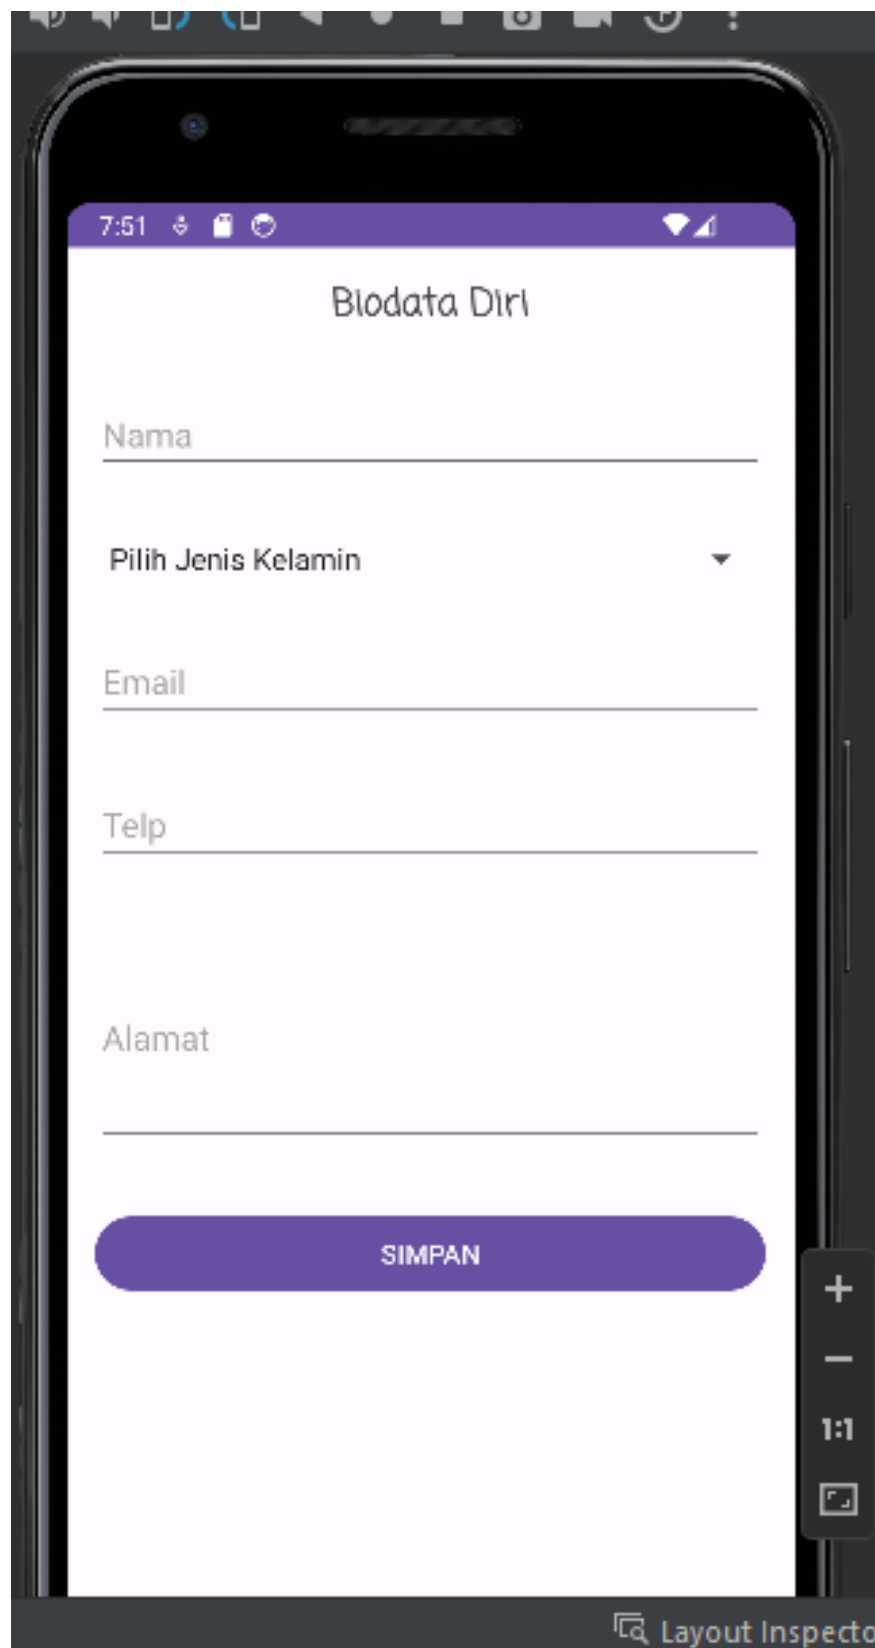 7:51
Biodata Diri
Nama
Pilih Jenis Kelamin
Email
Telp
Alamat
SIMPAN
1:1
Layout Inspecto